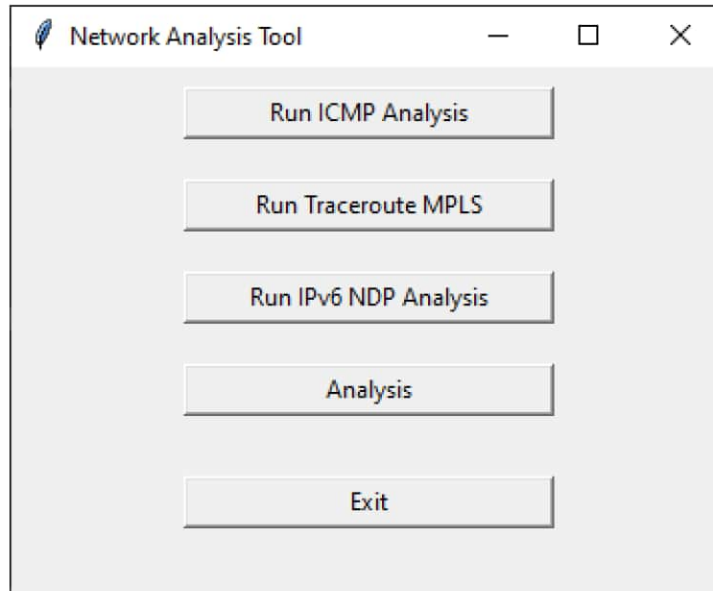 Network Analysis Tool
Run ICMP Analysis
Run Traceroute MPLS
Run IPv6 NDP Analysis
Analysis
Exit